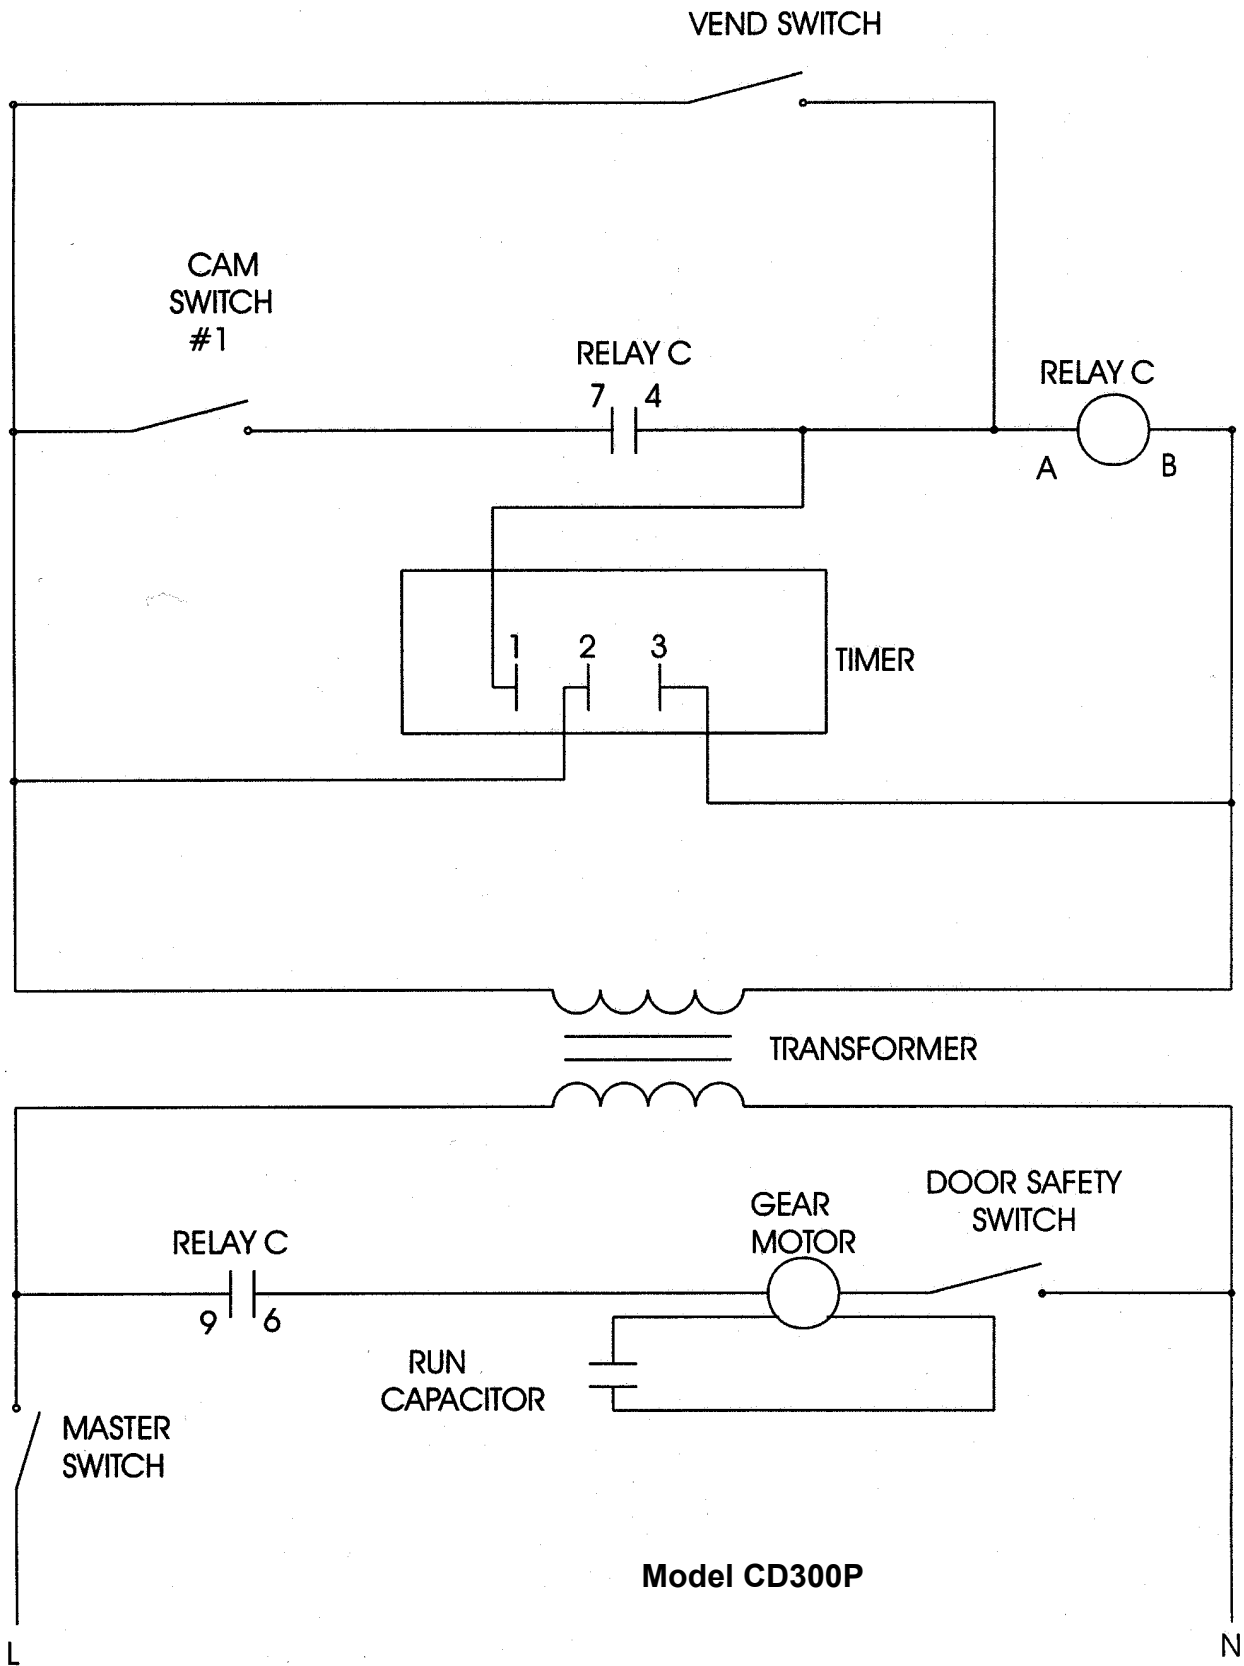 VEND SWITCH
CAM
SWITCH
#1
RELAY C
7 4
RELAY C
A B
1 2 3
TIMER
TRANSFORMER
DOOR SAFETY
SWITCH
GEAR
MOTOR
RELAY C
9 6
RUN
CAPACITOR
MASTER
SWITCH
Model CD300P
L N